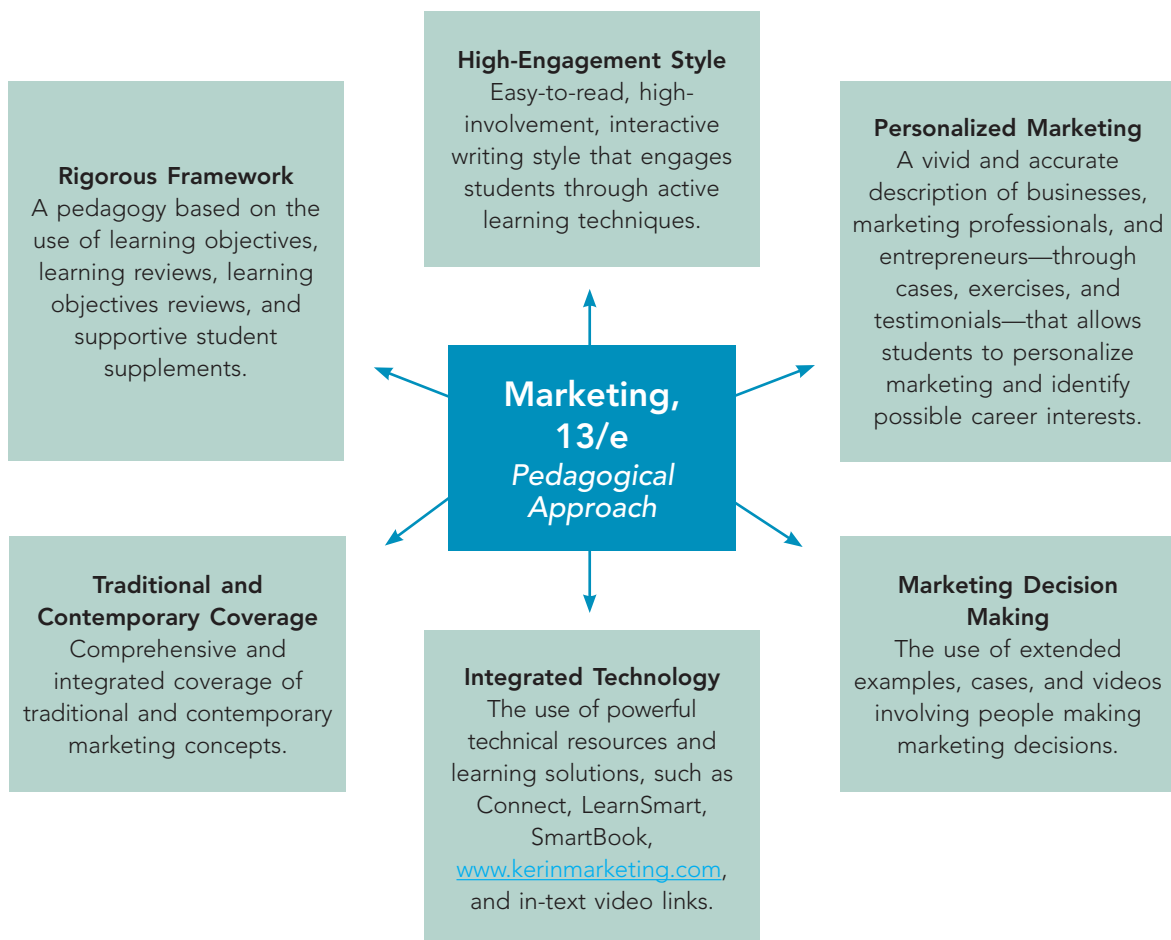 High-Engagement Style
Easy-to-read, high-
involvement, interactive
writing style that engages
students through active
learning techniques.
Rigorous Framework
A pedagogy based on the
use of learning objectives,
learning reviews, learning
objectives reviews, and
supportive student
supplements.
Personalized Marketing
A vivid and accurate
description of businesses,
marketing professionals, and
entrepreneurs—through
cases, exercises, and
testimonials—that allows
students to personalize
marketing and identify
possible career interests.
Marketing,
13/e
Pedagogical
Approach
Traditional and
Contemporary Coverage
Comprehensive and
integrated coverage of
traditional and contemporary
marketing concepts.
Integrated Technology
The use of powerful
technical resources and
learning solutions, such as
Connect, LearnSmart,
SmartBook,
www.kerinmarketing.com,
and in-text video links.
Marketing Decision
Making
The use of extended
examples, cases, and videos
involving people making
marketing decisions.